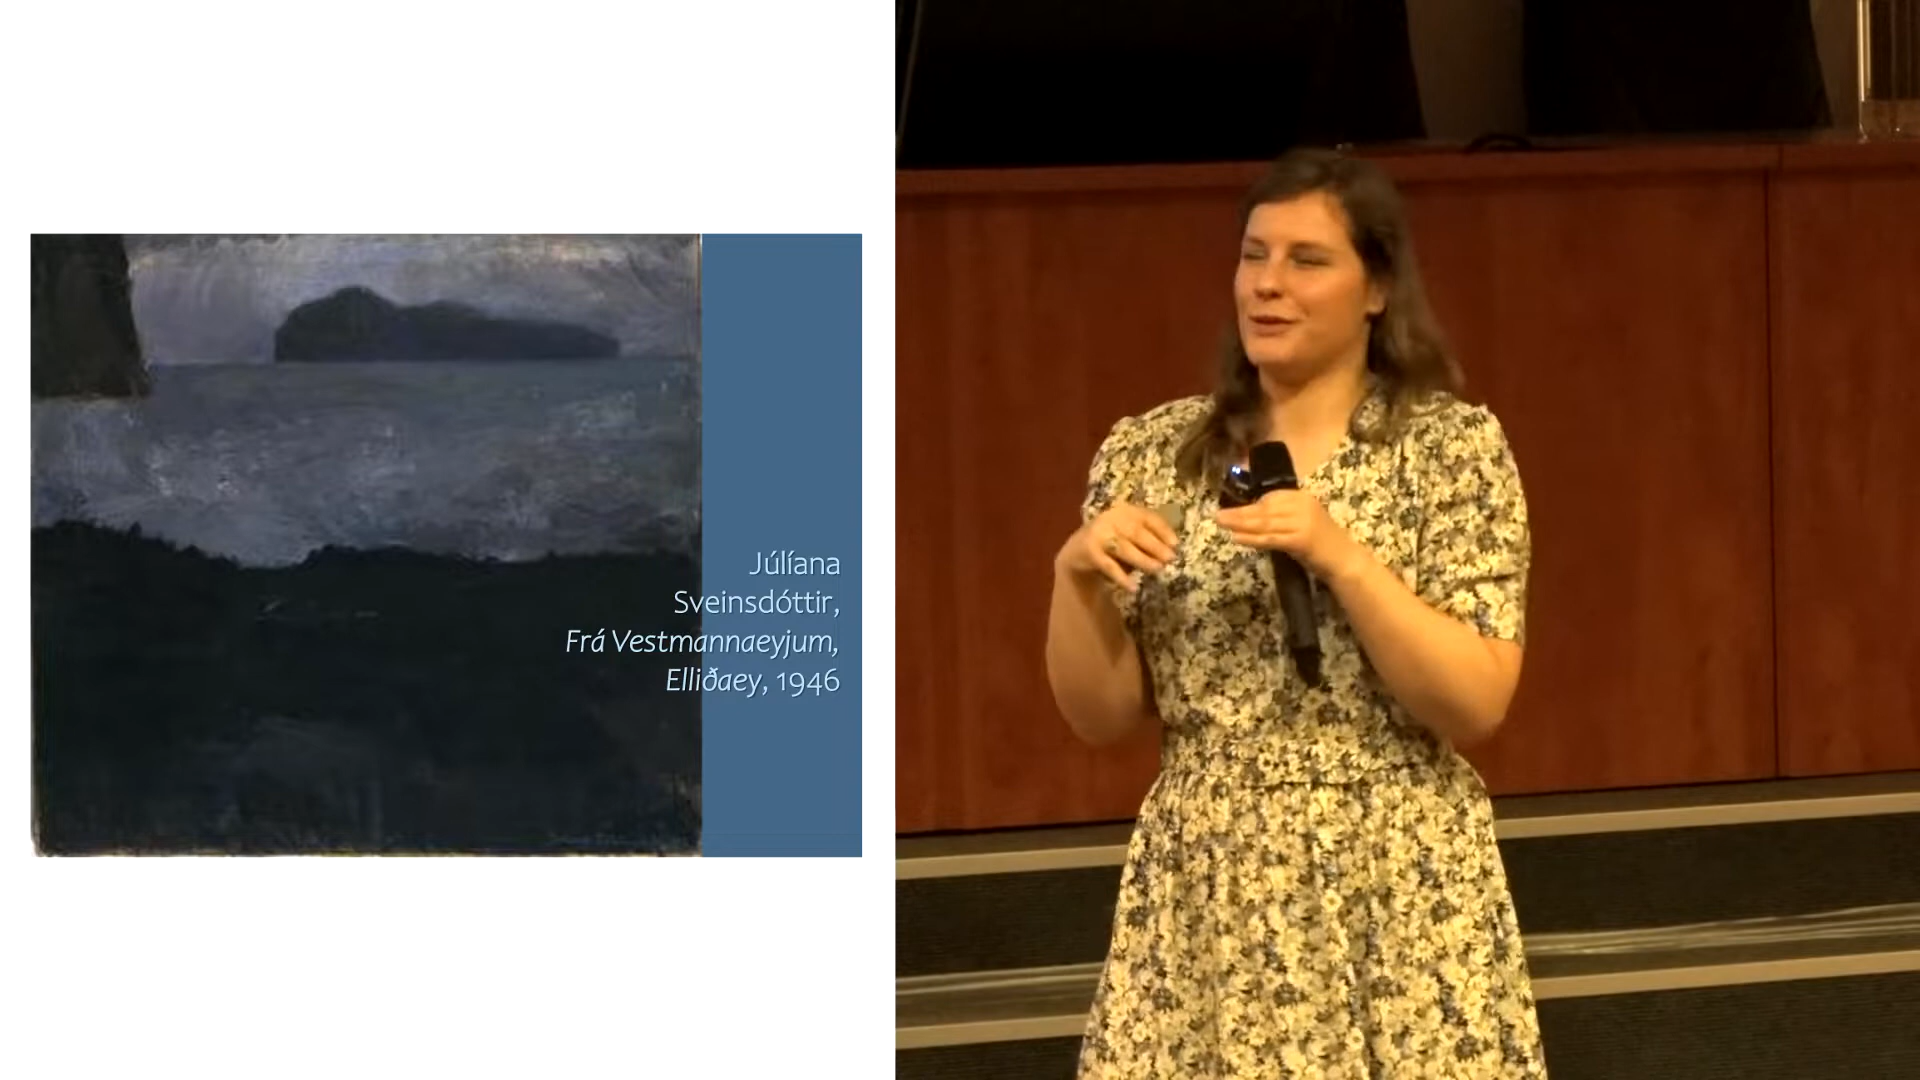 Júlíana
Sveinsdóttir,
Frá Vestmannaeyjum,
Elliðaey, 1946